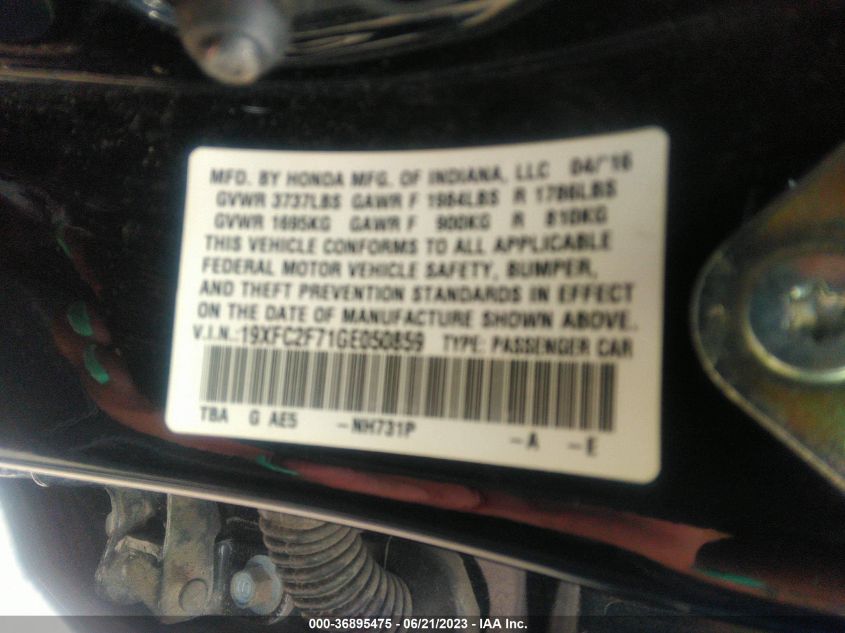 MFD. BY HONDA MFG. OF INDIANA, LLC 04/16
GVWR 3737LBS GAWR F 1984LBS R 1786LBS
GVWR 1695KG GAWR F 900KG R 810KG
THIS VEHICLE CONFORMS TO ALL APPLICABLE
FEDERAL MOTOR VEHICLE SAFETY, BUMPER,
AND THEFT PREVENTION STANDARDS IN EFFECT
ON THE DATE OF MANUFACTURE SHOWN ABOVE.
V.I.N.:19XFC2F71GE050859 TYPE: PASSENGER CAR
TBA G AE5 -NH731P -A -E
000-36895475 - 06/21/2023 - IAA Inc.